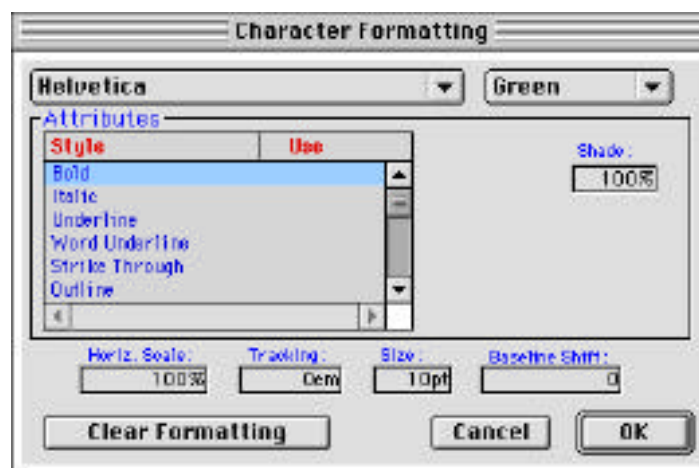 Character Formatting
Helvetica Green
Attributes
Style Use
Shade:
Bold
100%
Italic
Underline
Word Underline
Strike Through
Outline
Horiz. Scale: Tracking: Size: Baseline Shift:
100% 0em 10pt 0
Clear Formatting Cancel OK